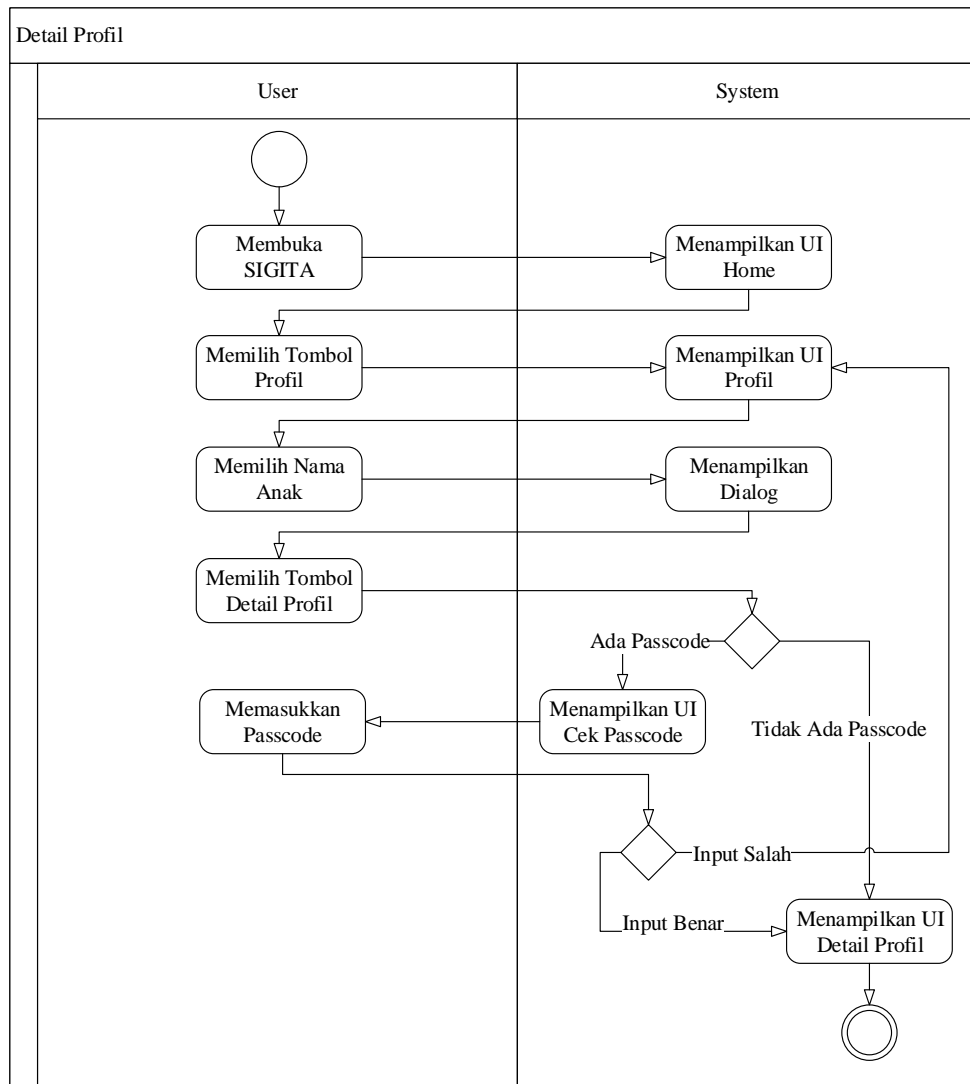 Detail Profil
User
System
Membuka
SIGITA
Menampilkan UI
Home
Memilih Tombol
Profil
Menampilkan UI
Profil
Memilih Nama
Anak
Menampilkan
Dialog
Memilih Tombol
Detail Profil
Ada Passcode
Memasukkan
Passcode
Menampilkan UI
Cek Passcode
Tidak Ada Passcode
Input Salah
Input Benar
Menampilkan UI
Detail Profil